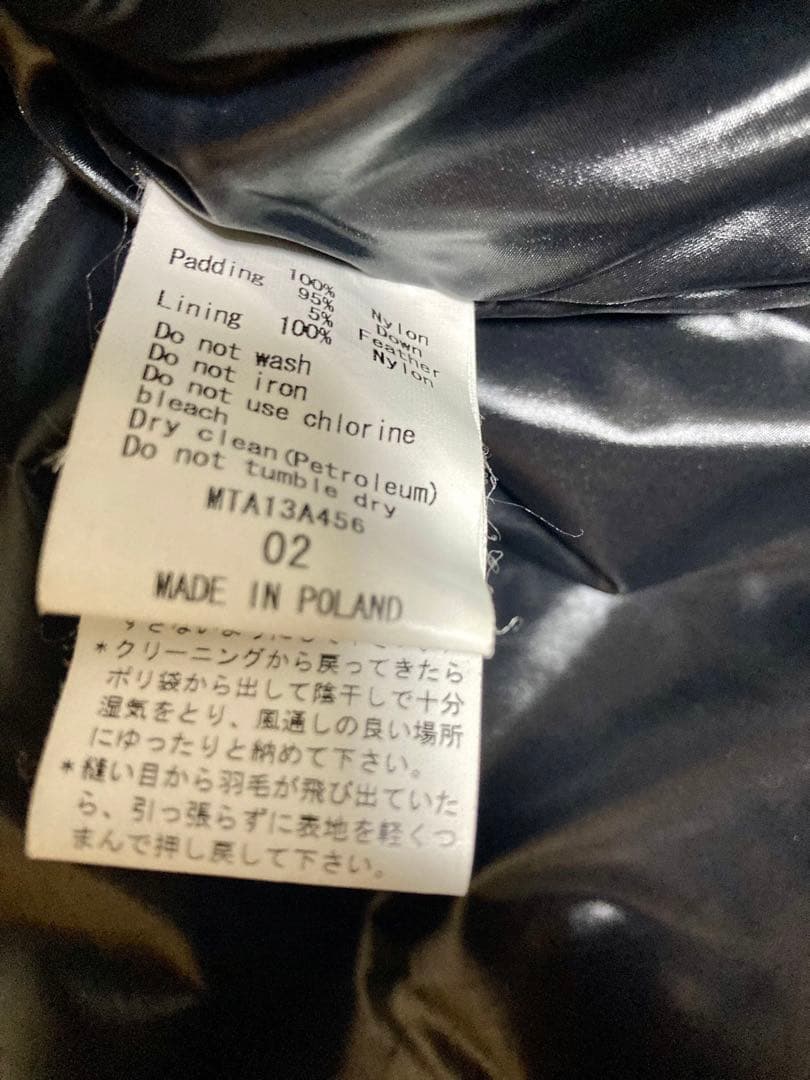 Padding 100% Nylon
95% Down
5% Feather
Lining 100% Nylon
Do not wash
Do not iron
Do not use chlorine
bleach
Dry clean(Petroleum)
Do not tumble dry
MTA13A456
02
MADE IN POLAND
*クリーニングから戻ってきたら
ポリ袋から出して陰干しで十分
湿気をとり、風通しの良い場所
にゆったりと納めて下さい。
*縫い目から羽毛が飛び出ていた
ら、引っ張らずに表地を軽くつ
まんで押し戻して下さい。